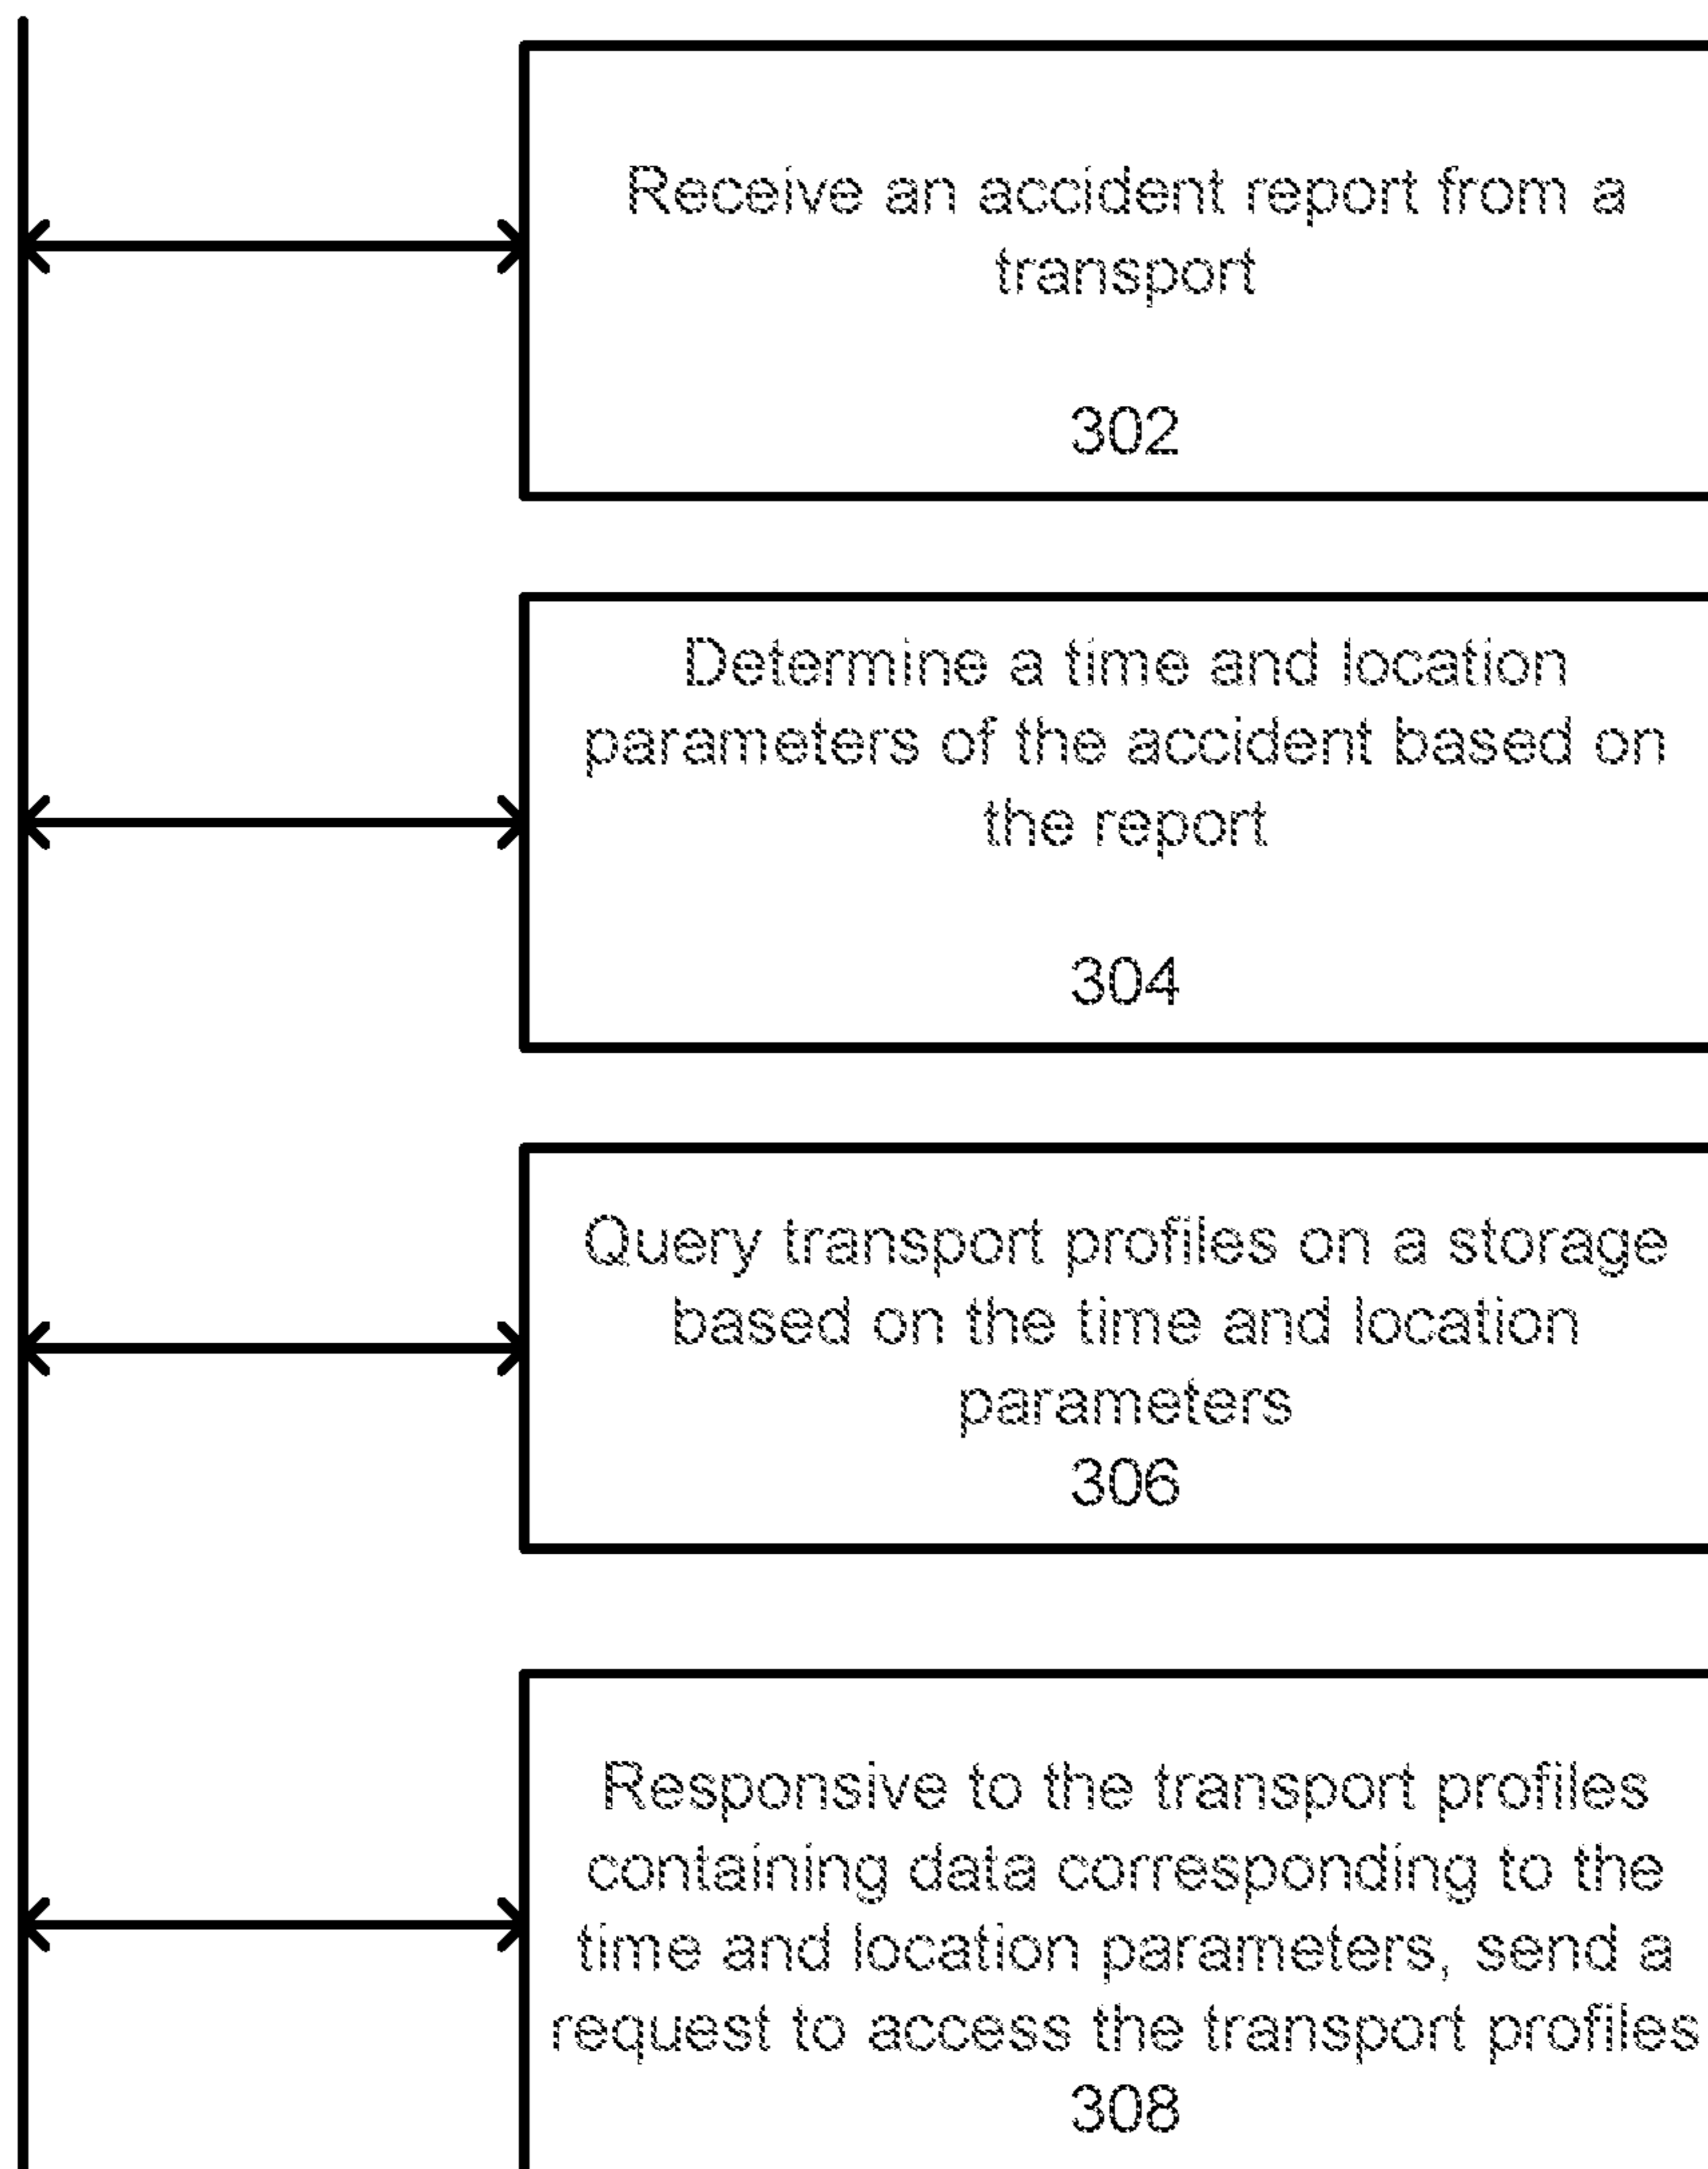 Receive an accident report from a
transport
302
Determine a time and location
parameters of the accident based on
the report
304
Query transport profiles on a storage
based on the time and location
parameters
306
Responsive to the transport profiles
containing data corresponding to the
time and location parameters, send a
request to access the transport profiles
308